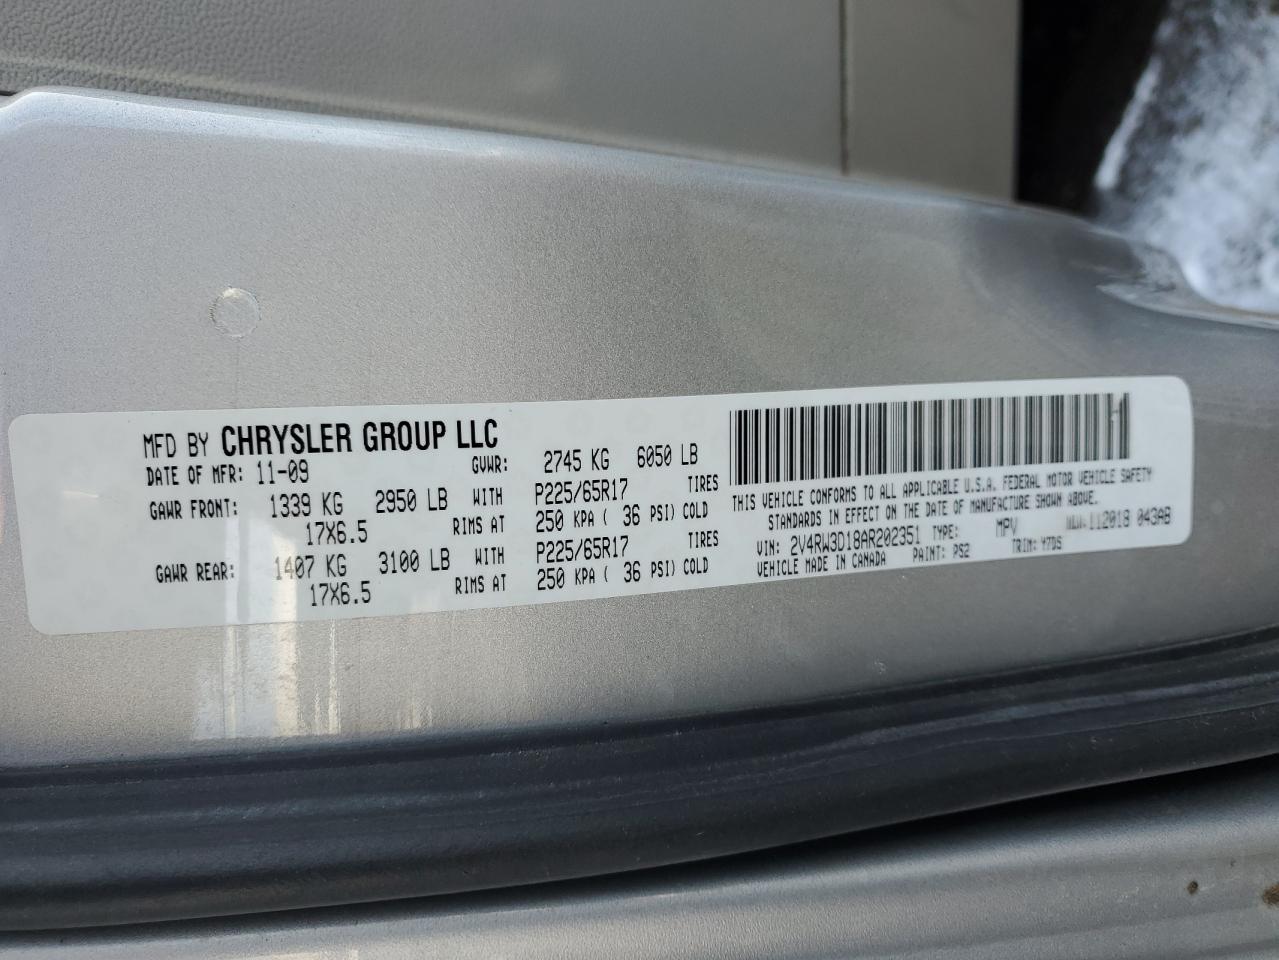 MFD BY CHRYSLER GROUP LLC
DATE OF MFR: 11-09 GVWR: 2745 KG 6050 LB
GAWR FRONT: 1339 KG 2950 LB WITH P225/65R17 TIRES
17X6.5 RIMS AT 250 KPA ( 36 PSI) COLD
GAWR REAR: 1407 KG 3100 LB WITH P225/65R17 TIRES
17X6.5 RIMS AT 250 KPA ( 36 PSI) COLD
THIS VEHICLE CONFORMS TO ALL APPLICABLE U.S.A. FEDERAL MOTOR VEHICLE SAFETY
STANDARDS IN EFFECT ON THE DATE OF MANUFACTURE SHOWN ABOVE.
VIN: 2V4RW3D18AR202351 TYPE: MPV 112018 043AB
VEHICLE MADE IN CANADA PAINT: PS2 TRIM: Y7DS